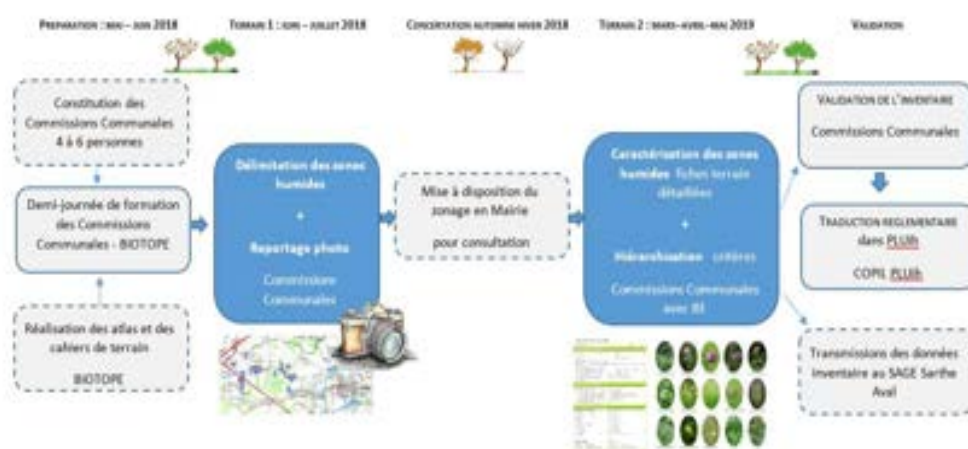 PREPARATION : MAI – JUIN 2018
TERRAIN 1 : JUIN – JUILLET 2018
CONCERTATION AUTOMNE HIVER 2018
TERRAIN 2 : MARS-AVRIL-MAI 2019
VALIDATION
Constitution des
Commissions Communales
4 à 6 personnes
Demi-journée de formation
des Commissions
Communales - BIOTOPE
Réalisation des atlas et des
cahiers de terrain
BIOTOPE
Délimitation des zones
humides
+
Reportage photo
Commissions
Communales
Mise à disposition du
zonage en Mairie
pour consultation
Caractérisation des zones
humides fiches terrain
détaillées
+
Hiérarchisation critères
Commissions Communales
avec BE
VALIDATION DE L'INVENTAIRE
Commissions Communales
TRADUCTION REGLEMENTAIRE
dans PLUih
COPIL PLUih
Transmissions des données
inventaire au SAGE Sarthe
Aval